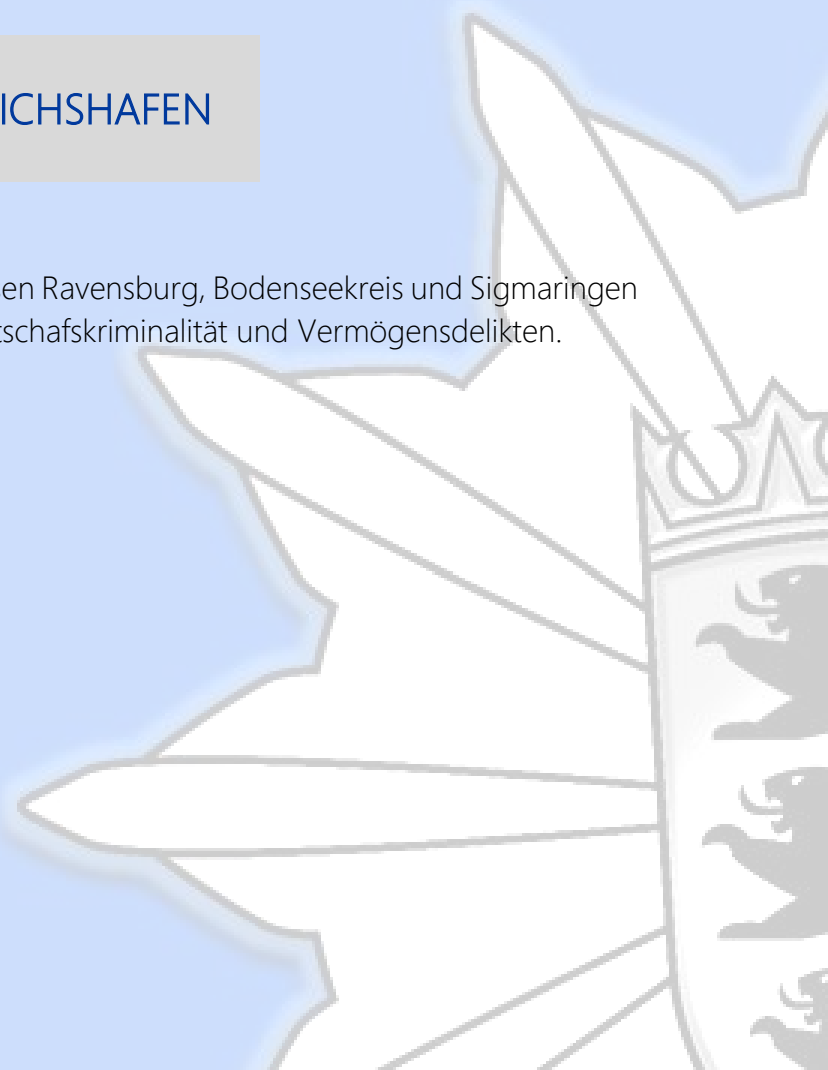 ICHSHAFEN
en Ravensburg, Bodenseekreis und Sigmaringen
tschafskriminalität und Vermögensdelikten.